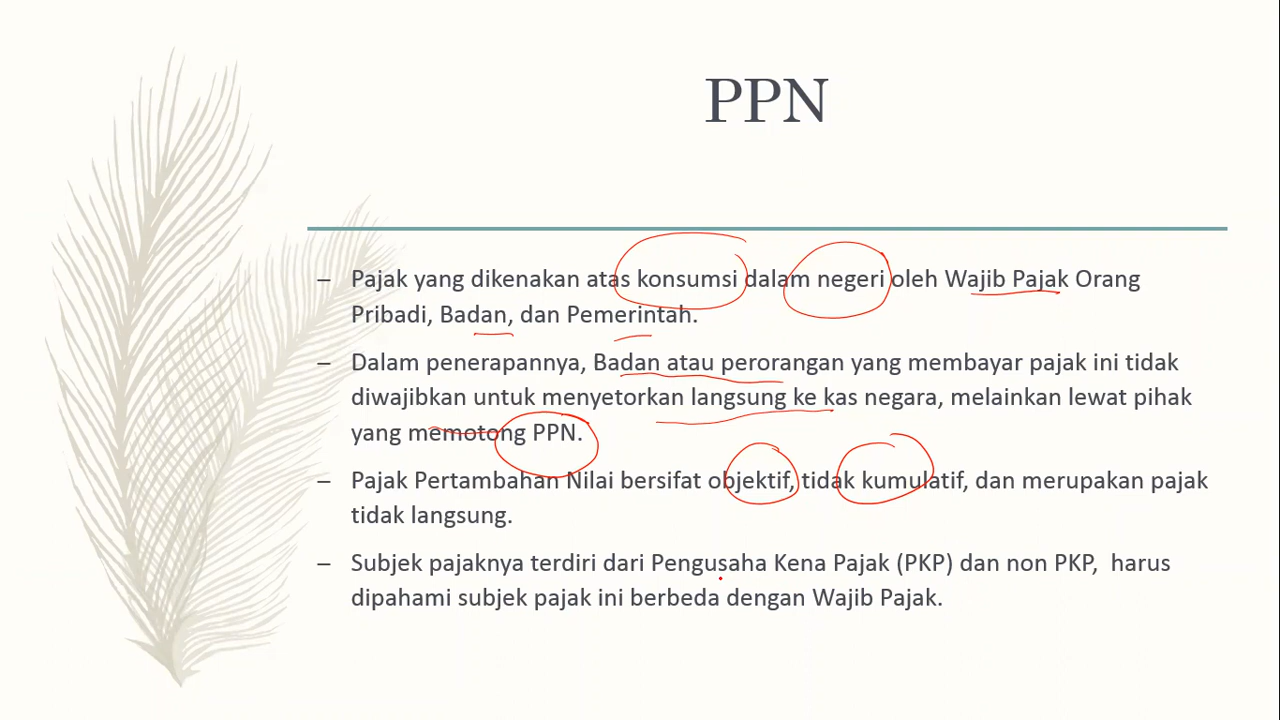 PPN
– Pajak yang dikenakan atas konsumsi dalam negeri oleh Wajib Pajak Orang
Pribadi, Badan, dan Pemerintah.
– Dalam penerapannya, Badan atau perorangan yang membayar pajak ini tidak
diwajibkan untuk menyetorkan langsung ke kas negara, melainkan lewat pihak
yang memotong PPN.
– Pajak Pertambahan Nilai bersifat objektif, tidak kumulatif, dan merupakan pajak
tidak langsung.
– Subjek pajaknya terdiri dari Pengusaha Kena Pajak (PKP) dan non PKP, harus
dipahami subjek pajak ini berbeda dengan Wajib Pajak.